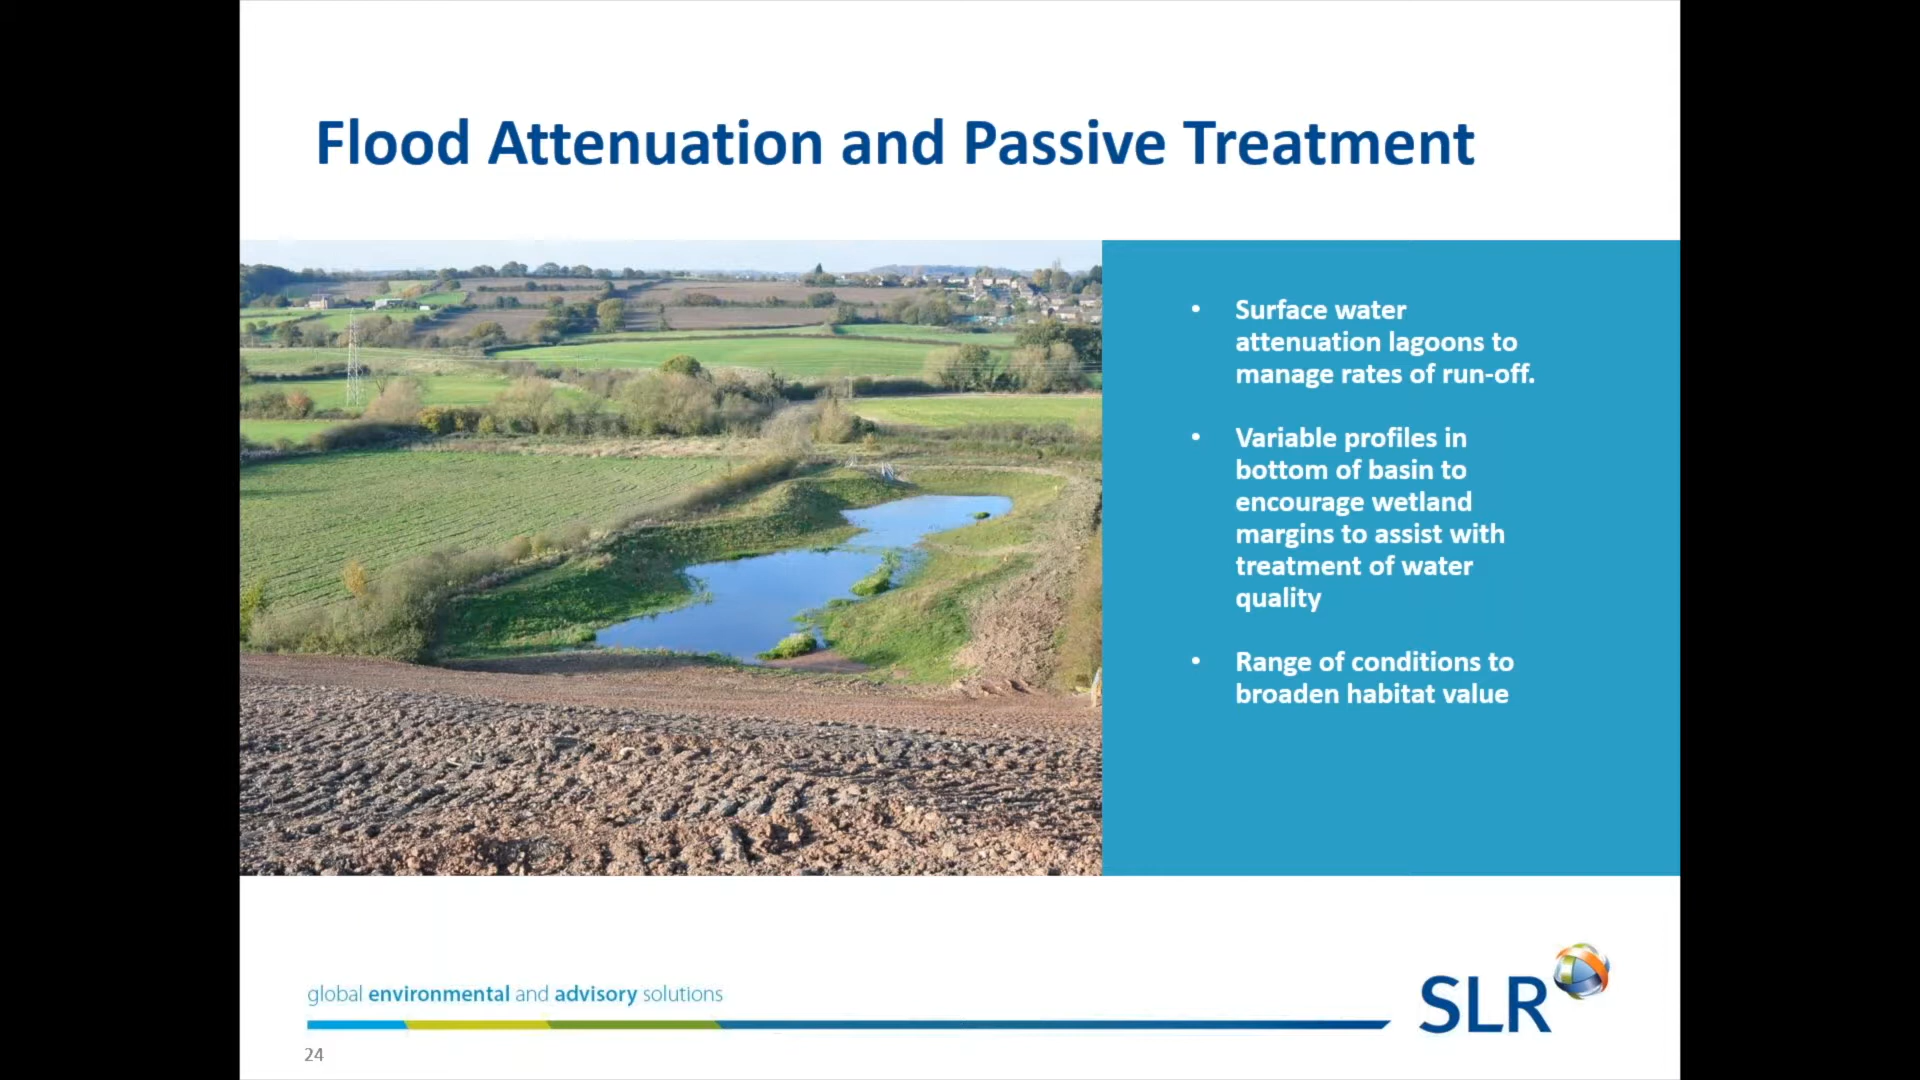 Flood Attenuation and Passive Treatment
• Surface water
attenuation lagoons to
manage rates of run-off.
• Variable profiles in
bottom of basin to
encourage wetland
margins to assist with
treatment of water
quality
• Range of conditions to
broaden habitat value
global environmental and advisory solutions
SLR
24